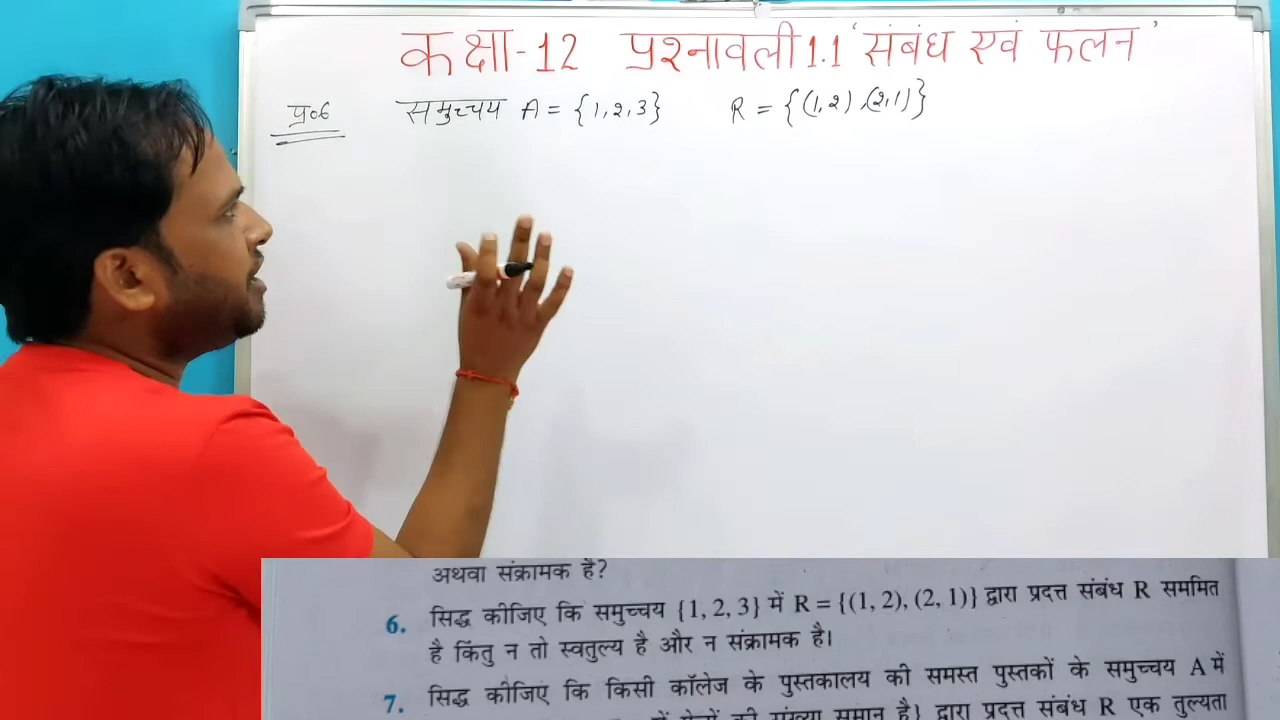 कक्षा-12 प्रश्नावली 1.1 'संबंध एवं फलन'
प्र०6 समुच्चय A = {1,2,3} R = {(1,2),(2,1)}
अथवा संक्रामक है?
6. सिद्ध कीजिए कि समुच्चय {1, 2, 3} में R = {(1, 2), (2, 1)} द्वारा प्रदत्त संबंध R सममित
है किंतु न तो स्वतुल्य है और न संक्रामक है।
7. सिद्ध कीजिए कि किसी कॉलेज के पुस्तकालय की समस्त पुस्तकों के समुच्चय A में
में पेजों की संख्या समान है} द्वारा प्रदत्त संबंध R एक तुल्यता